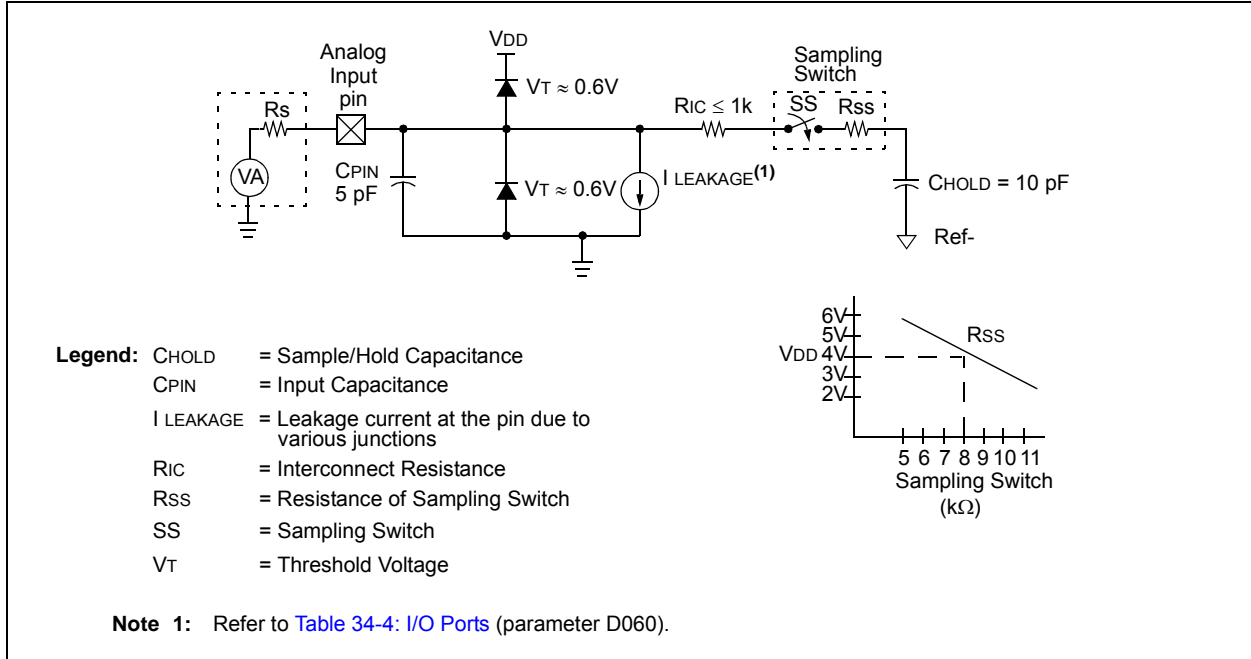 VDD
Analog
Input
pin
Sampling
Switch
VT ≈ 0.6V
RIC ≤ 1k
SS
Rss
Rs
VA
CPIN
5 pF
VT ≈ 0.6V
I LEAKAGE(1)
CHOLD = 10 pF
Ref-
6V
5V
VDD 4V
3V
2V
RSS
5 6 7 8 9 10 11
Sampling Switch
(kΩ)
Legend: CHOLD = Sample/Hold Capacitance
CPIN = Input Capacitance
I LEAKAGE = Leakage current at the pin due to
various junctions
RIC = Interconnect Resistance
RSS = Resistance of Sampling Switch
SS = Sampling Switch
VT = Threshold Voltage
Note 1: Refer to Table 34-4: I/O Ports (parameter D060).